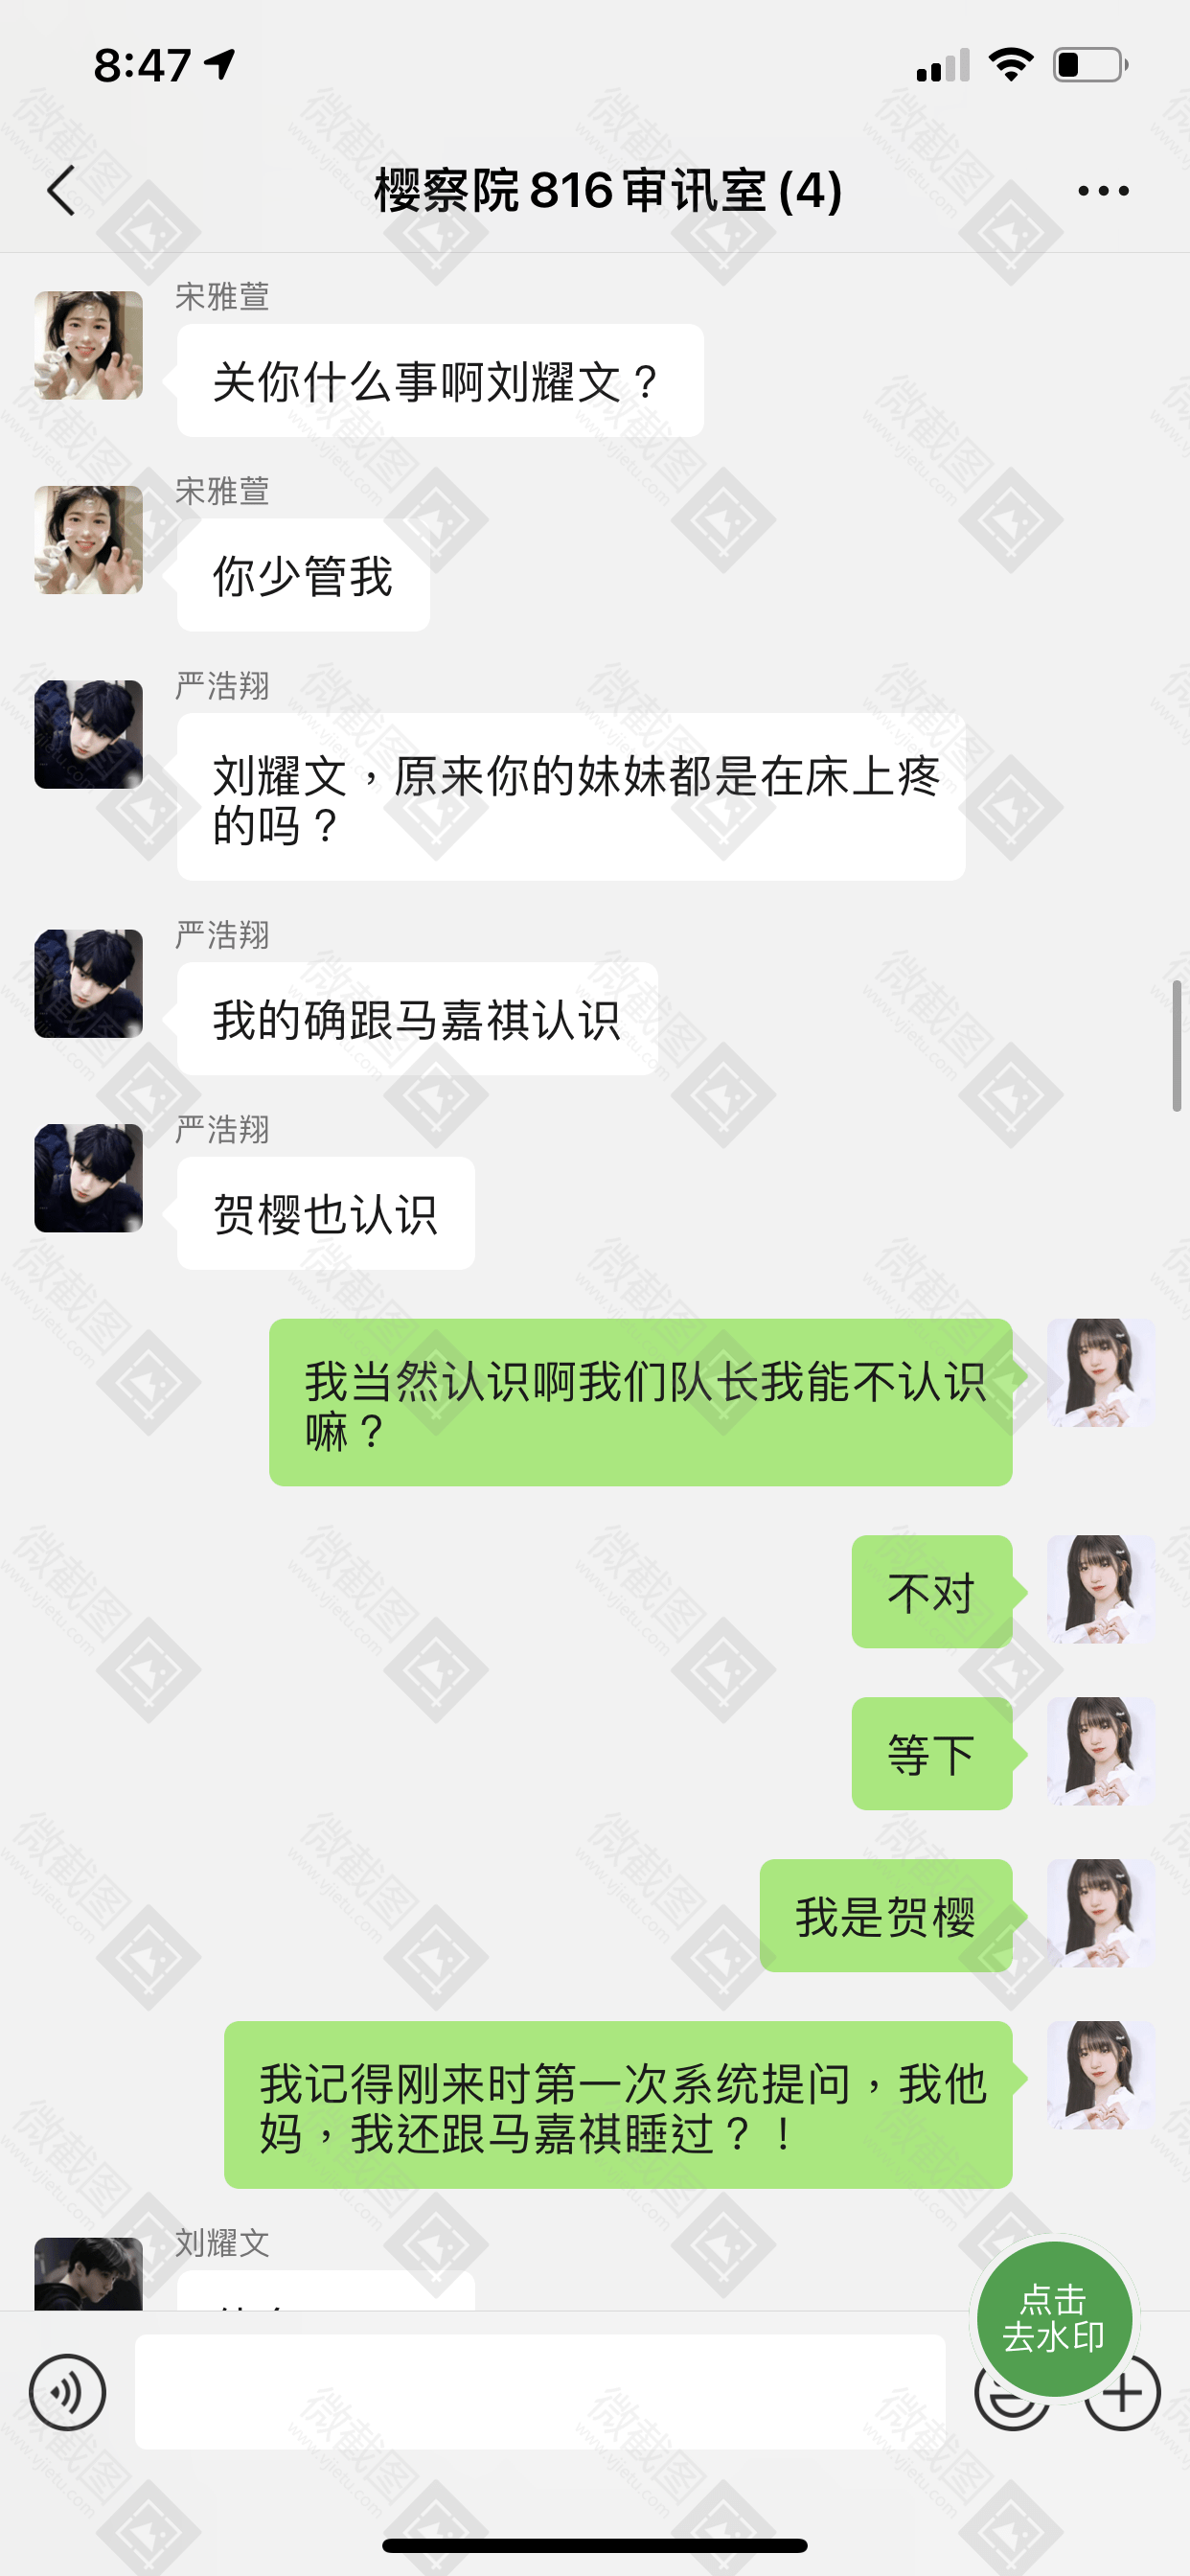 8:47
樱察院816审讯室(4)
宋雅萱
关你什么事啊刘耀文？
宋雅萱
你少管我
严浩翔
刘耀文，原来你的妹妹都是在床上疼
的吗？
严浩翔
我的确跟马嘉祺认识
严浩翔
贺樱也认识
我当然认识啊我们队长我能不认识
嘛？
不对
等下
我是贺樱
我记得刚来时第一次系统提问，我他
妈，我还跟马嘉祺睡过？！
刘耀文
点击
去水印
微截图
www.vjietu.com